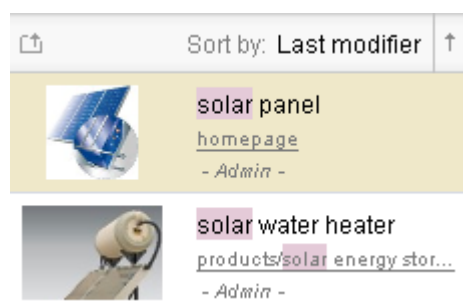 Sort by: Last modifier ↑
solar panel
homepage
- Admin -
solar water heater
products/solar energy stor...
- Admin -